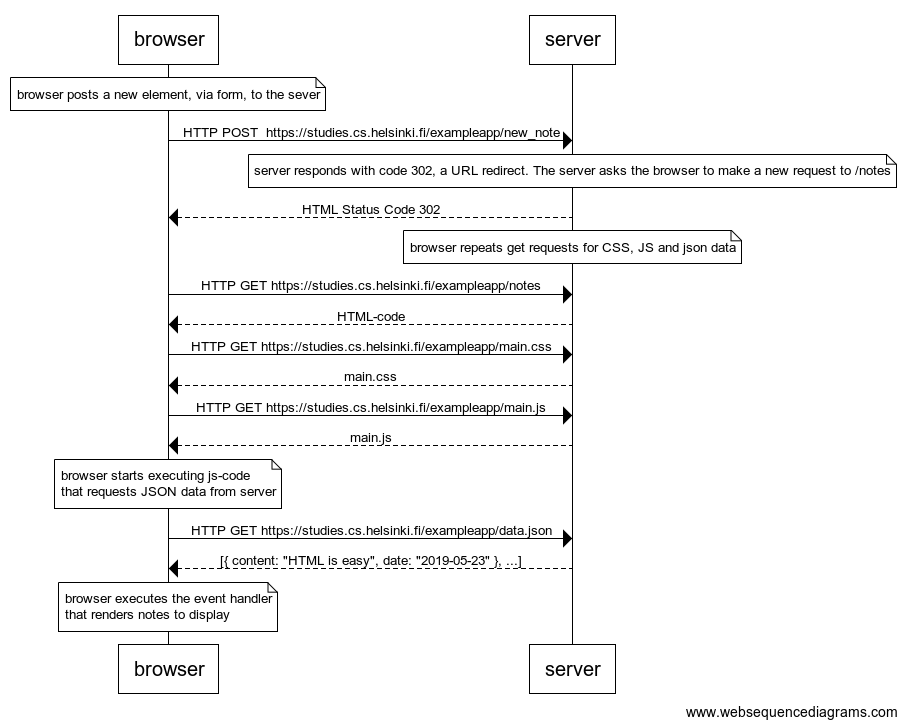 browser
server
browser posts a new element, via form, to the sever
HTTP POST  https://studies.cs.helsinki.fi/exampleapp/new_note
server responds with code 302, a URL redirect. The server asks the browser to make a new request to /notes
HTML Status Code 302
browser repeats get requests for CSS, JS and json data
HTTP GET https://studies.cs.helsinki.fi/exampleapp/notes
HTML-code
HTTP GET https://studies.cs.helsinki.fi/exampleapp/main.css
main.css
HTTP GET https://studies.cs.helsinki.fi/exampleapp/main.js
main.js
browser starts executing js-code
that requests JSON data from server
HTTP GET https://studies.cs.helsinki.fi/exampleapp/data.json
[{ content: "HTML is easy", date: "2019-05-23" }, ...]
browser executes the event handler
that renders notes to display
browser
server
www.websequencediagrams.com